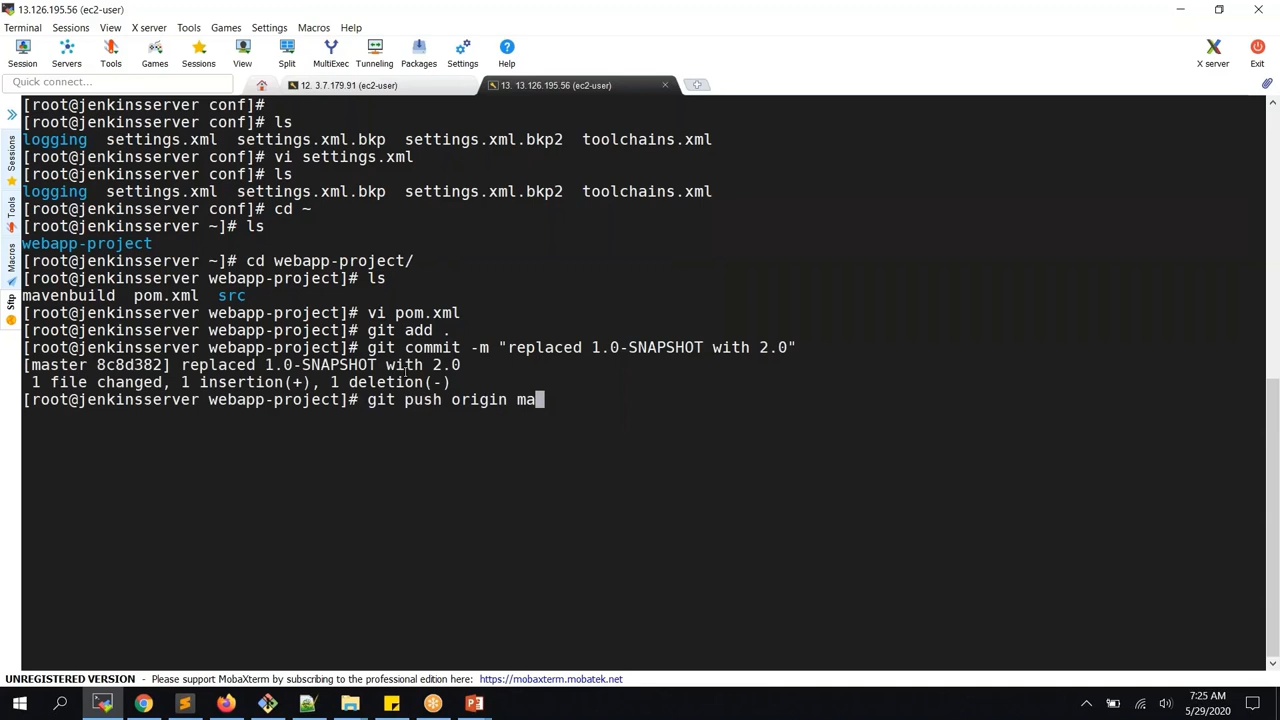 13.126.195.56 (ec2-user)
Terminal Sessions View X server Tools Games Settings Macros Help
Session Servers Tools Games Sessions View Split MultiExec Tunneling Packages Settings Help X server Exit
Quick connect... 12. 3.7.179.91 (ec2-user) 13. 13.126.195.56 (ec2-user)
[root@jenkinsserver conf]#
[root@jenkinsserver conf]# ls
logging settings.xml settings.xml.bkp settings.xml.bkp2 toolchains.xml
[root@jenkinsserver conf]# vi settings.xml
[root@jenkinsserver conf]# ls
logging settings.xml settings.xml.bkp settings.xml.bkp2 toolchains.xml
[root@jenkinsserver conf]# cd ~
[root@jenkinsserver ~]# ls
webapp-project
[root@jenkinsserver ~]# cd webapp-project/
[root@jenkinsserver webapp-project]# ls
mavenbuild pom.xml src
[root@jenkinsserver webapp-project]# vi pom.xml
[root@jenkinsserver webapp-project]# git add .
[root@jenkinsserver webapp-project]# git commit -m "replaced 1.0-SNAPSHOT with 2.0"
[master 8c8d382] replaced 1.0-SNAPSHOT with 2.0
1 file changed, 1 insertion(+), 1 deletion(-)
[root@jenkinsserver webapp-project]# git push origin ma
Sessions
Tools
Macros
Sftp
UNREGISTERED VERSION - Please support MobaXterm by subscribing to the professional edition here: https://mobaxterm.mobatek.net
7:25 AM
5/29/2020